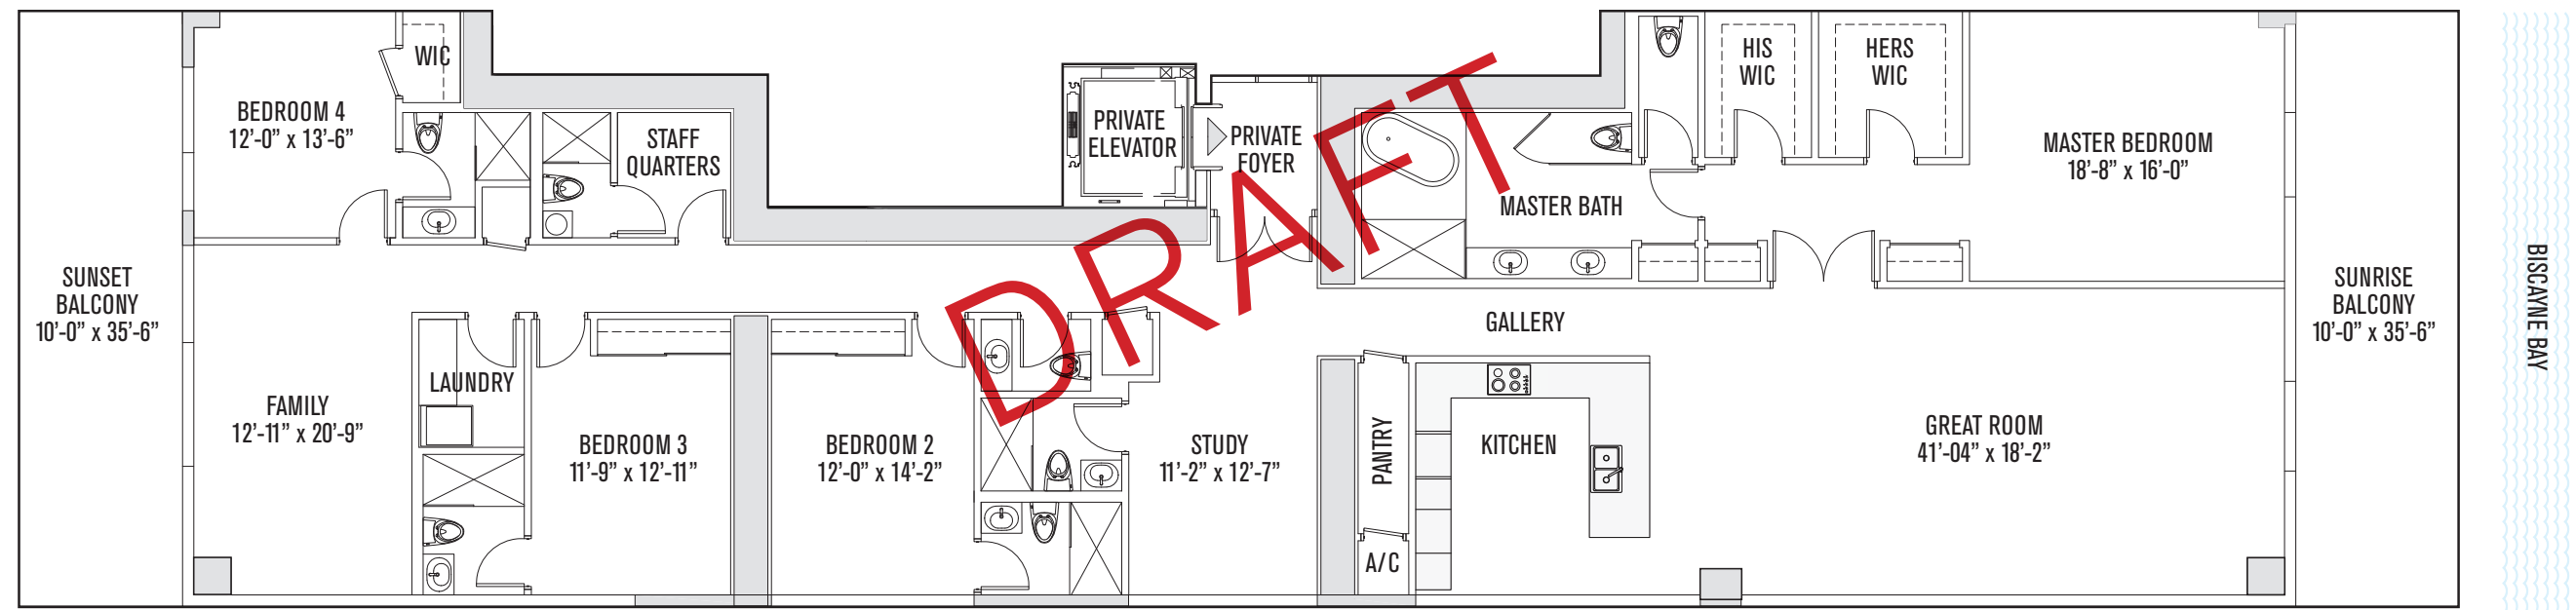 WIC
BEDROOM 4
12’-0” x 13’-6”
STAFF
QUARTERS
PRIVATE
ELEVATOR
PRIVATE
FOYER
HIS
WIC
HERS
WIC
MASTER BEDROOM
18’-8” x 16’-0”
MASTER BATH
DRAFT
SUNSET
BALCONY
10’-0” x 35’-6”
FAMILY
12’-11” x 20’-9”
LAUNDRY
BEDROOM 3
11’-9” x 12’-11”
BEDROOM 2
12’-0” x 14’-2”
STUDY
11’-2” x 12’-7”
GALLERY
PANTRY
A/C
KITCHEN
GREAT ROOM
41’-04” x 18’-2”
SUNRISE
BALCONY
10’-0” x 35’-6”
BISCAYNE BAY